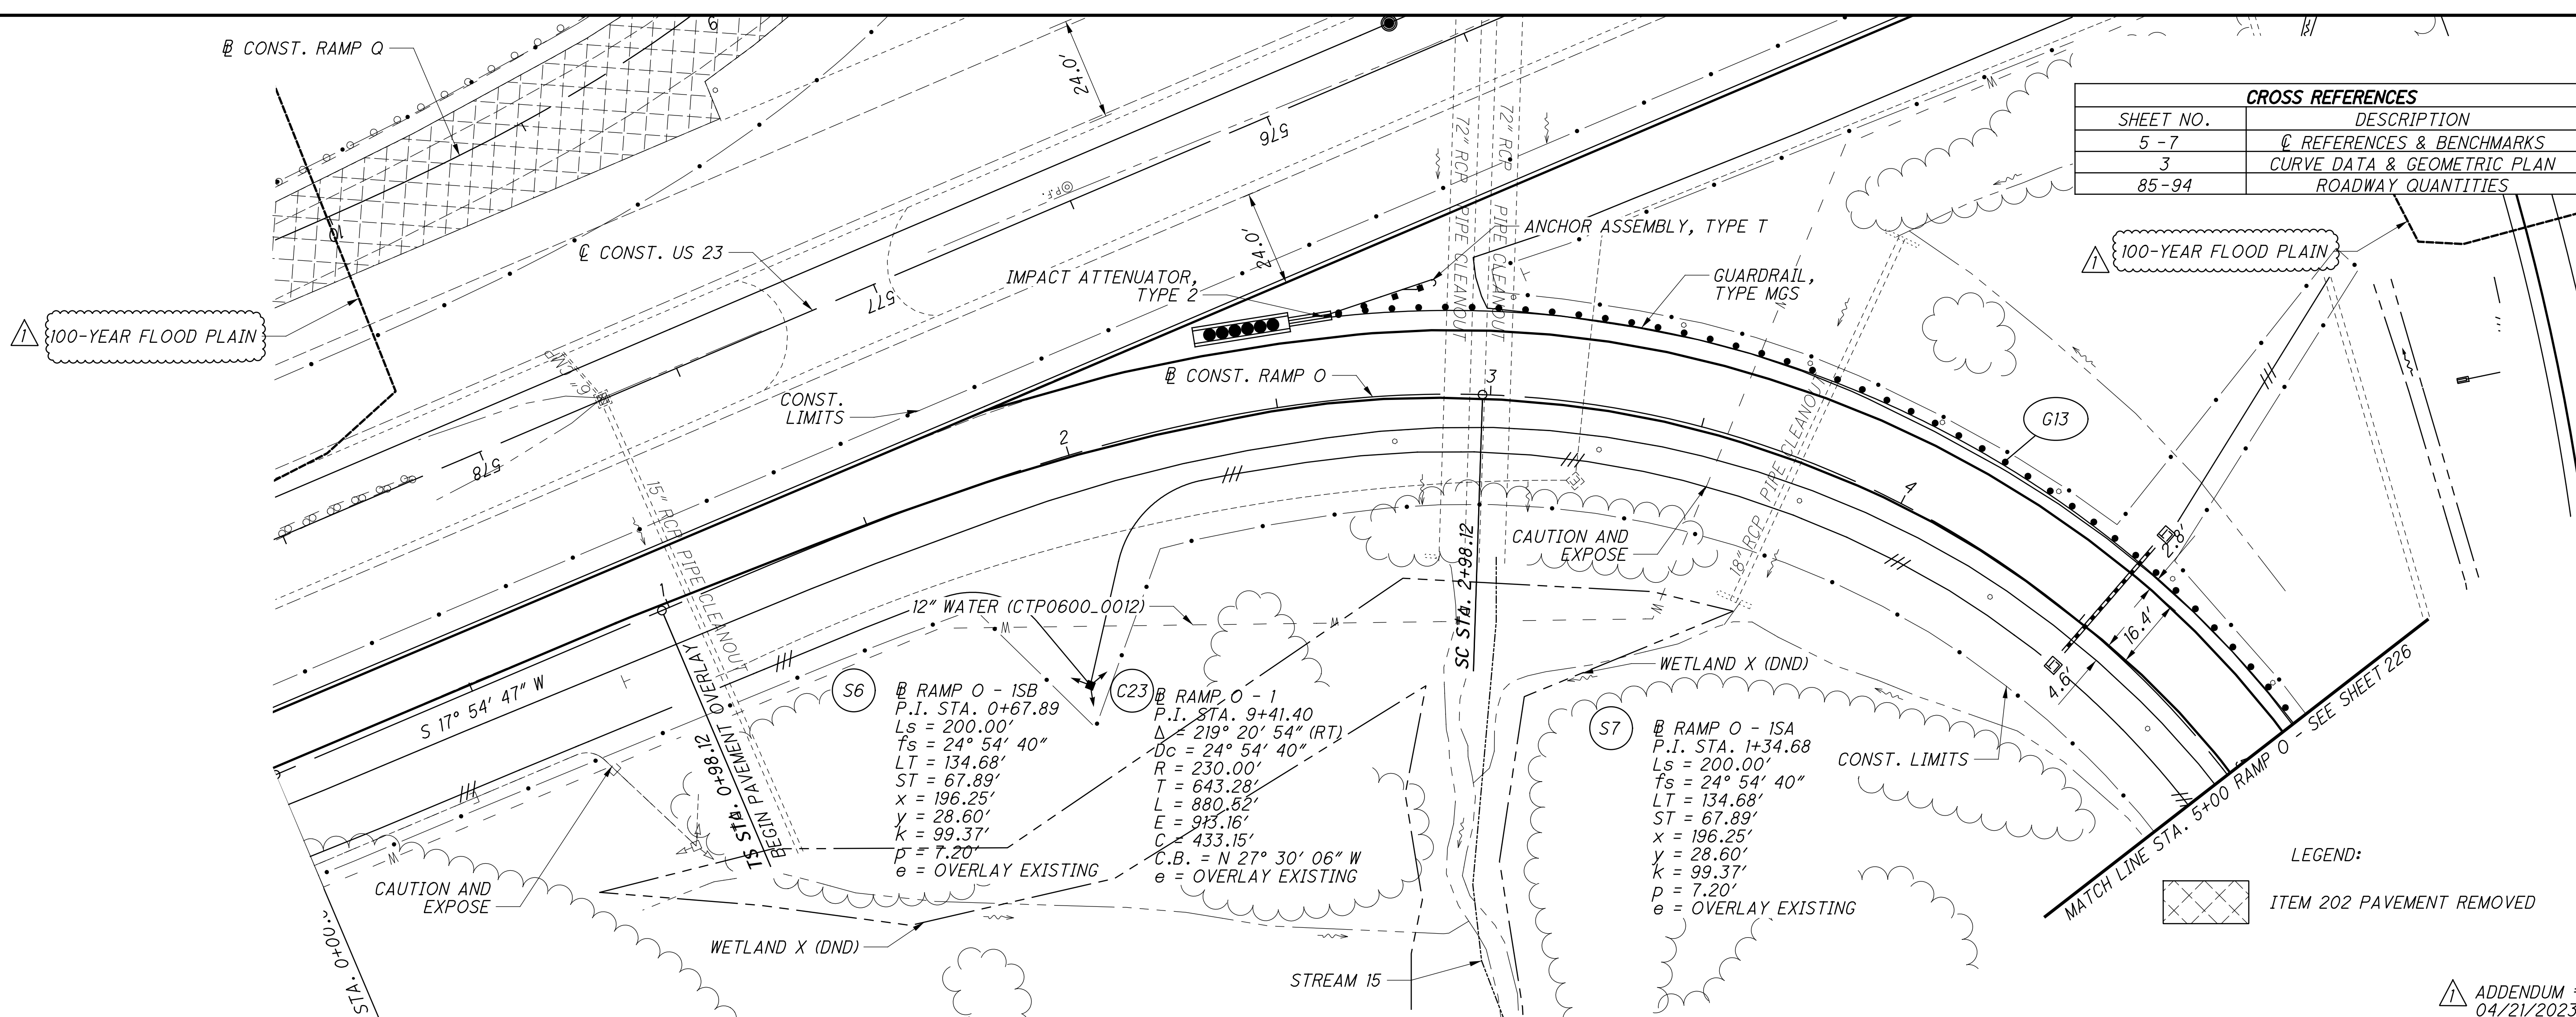 ℄ CONST. RAMP Q
9
10
24.0'
576
P.F.
72" RCP PIPE CLEANOUT
72" RCP PIPE CLEANOUT
CROSS REFERENCES
SHEET NO. DESCRIPTION
5-7 ℄ REFERENCES & BENCHMARKS
3 CURVE DATA & GEOMETRIC PLAN
85-94 ROADWAY QUANTITIES
℄ CONST. US 23
577
24.0'
ANCHOR ASSEMBLY, TYPE T
IMPACT ATTENUATOR,
TYPE 2
GUARDRAIL,
TYPE MGS
1
100-YEAR FLOOD PLAIN
1
100-YEAR FLOOD PLAIN
6" CMP
CONST.
LIMITS
℄ CONST. RAMP O
3
2
4
G13
578
15" RCP PIPE CLEANOUT
18" RCP PIPE CLEANOUT
CAUTION AND
EXPOSE
SC STA. 2+98.12
2.8'
16.4'
4.6'
1
12" WATER (CTP0600_0012)
W
W
W
W
W
WETLAND X (DND)
S 17° 54' 47" W
TS STA. 0+98.12
BEGIN PAVEMENT OVERLAY
S6
℄ RAMP O - 1SB
P.I. STA. 0+67.89
Ls = 200.00'
fs = 24° 54' 40"
LT = 134.68'
ST = 67.89'
x = 196.25'
y = 28.60'
k = 99.37'
p = 7.20'
e = OVERLAY EXISTING
C23
℄ RAMP O - 1
P.I. STA. 9+41.40
Δ = 219° 20' 54" (RT)
Dc = 24° 54' 40"
R = 230.00'
T = 643.28'
L = 880.52'
E = 913.16'
C = 433.15'
C.B. = N 27° 30' 06" W
e = OVERLAY EXISTING
S7
℄ RAMP O - 1SA
P.I. STA. 1+34.68
Ls = 200.00'
fs = 24° 54' 40"
LT = 134.68'
ST = 67.89'
x = 196.25'
y = 28.60'
k = 99.37'
p = 7.20'
e = OVERLAY EXISTING
CONST. LIMITS
MATCH LINE STA. 5+00 RAMP O - SEE SHEET 226
CAUTION AND
EXPOSE
WETLAND X (DND)
STREAM 15
STA. 0+00.
LEGEND:
ITEM 202 PAVEMENT REMOVED
1
ADDENDUM
04/21/2023